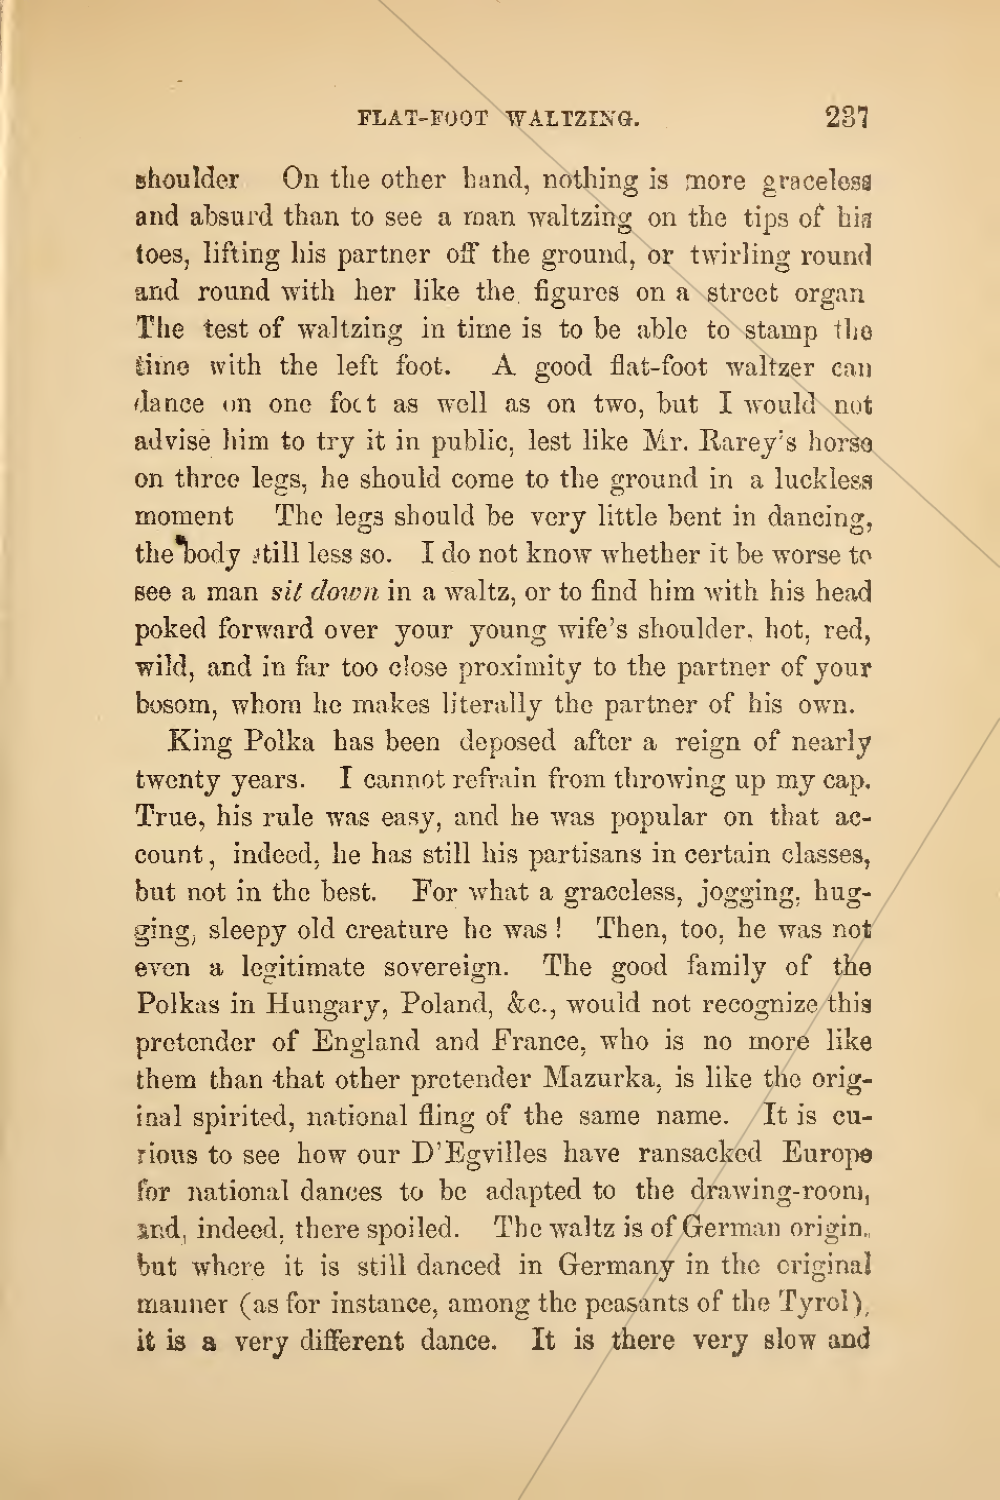 FLAT-FOOT WALTZING. 237
shoulder On the other hand, nothing is more graceless
and absurd than to see a man waltzing on the tips of his
toes, lifting his partner off the ground, or twirling round
and round with her like the figures on a street organ
The test of waltzing in time is to be able to stamp the
time with the left foot. A good flat-foot waltzer can
dance on one foot as well as on two, but I would not
advise him to try it in public, lest like Mr. Rarey's horse
on three legs, he should come to the ground in a luckless
moment The legs should be very little bent in dancing,
the body still less so. I do not know whether it be worse to
see a man sit down in a waltz, or to find him with his head
poked forward over your young wife's shoulder, hot, red,
wild, and in far too close proximity to the partner of your
bosom, whom he makes literally the partner of his own.
King Polka has been deposed after a reign of nearly
twenty years. I cannot refrain from throwing up my cap.
True, his rule was easy, and he was popular on that ac-
count, indeed, he has still his partisans in certain classes,
but not in the best. For what a graceless, jogging, hug-
ging, sleepy old creature he was! Then, too, he was not
even a legitimate sovereign. The good family of the
Polkas in Hungary, Poland, &c., would not recognize this
pretender of England and France, who is no more like
them than that other pretender Mazurka, is like the orig-
inal spirited, national fling of the same name. It is cu-
rious to see how our D'Egvilles have ransacked Europe
for national dances to be adapted to the drawing-room,
and, indeed, there spoiled. The waltz is of German origin,
but where it is still danced in Germany in the original
manner (as for instance, among the peasants of the Tyrol),
it is a very different dance. It is there very slow and